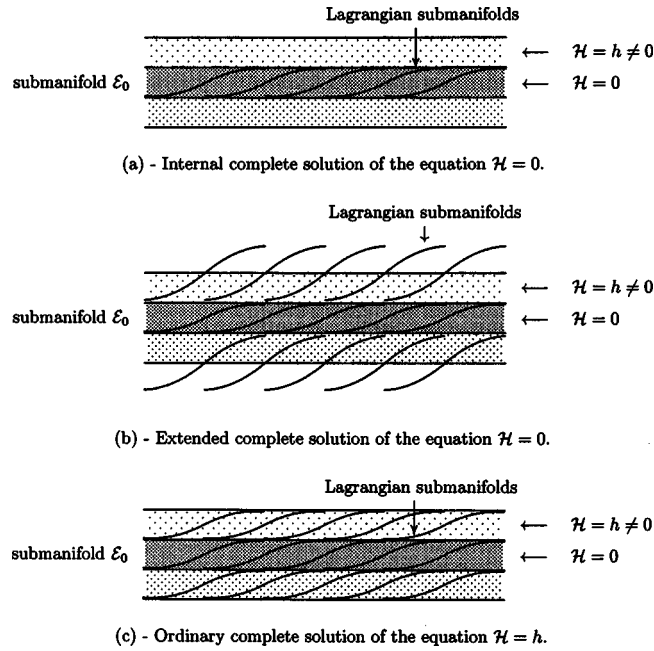 Lagrangian submanifolds
ℋ = h ≠ 0
submanifold ℰ₀
ℋ = 0
(a) - Internal complete solution of the equation ℋ = 0.
Lagrangian submanifolds
ℋ = h ≠ 0
submanifold ℰ₀
ℋ = 0
(b) - Extended complete solution of the equation ℋ = 0.
Lagrangian submanifolds
ℋ = h ≠ 0
submanifold ℰ₀
ℋ = 0
(c) - Ordinary complete solution of the equation ℋ = h.